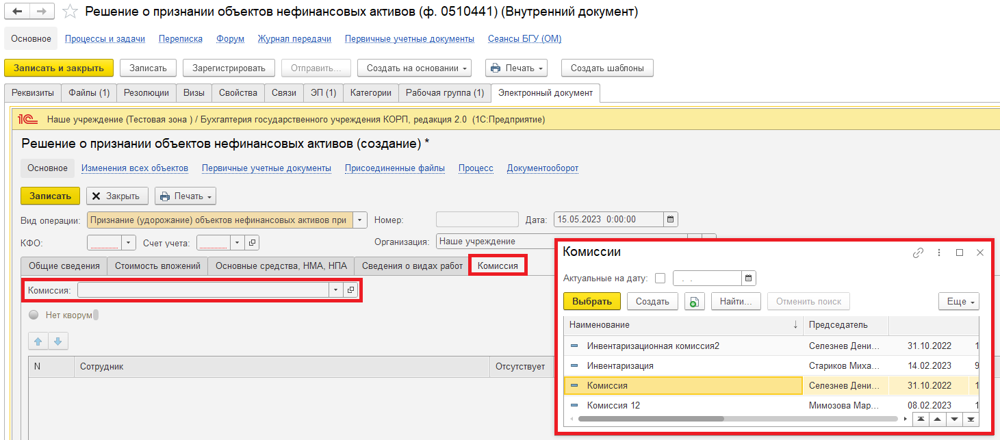 Решение о признании объектов нефинансовых активов (ф. 0510441) (Внутренний документ)
Основное Процессы и задачи Переписка Форум Журнал передачи Первичные учетные документы Сеансы БГУ (ОМ)
Записать и закрыть Записать Зарегистрировать Отправить... Создать на основании Печать Создать шаблоны
Реквизиты Файлы (1) Резолюции Визы Свойства Связи ЭП (1) Категории Рабочая группа (1) Электронный документ
1С Наше учреждение (Тестовая зона ) / Бухгалтерия государственного учреждения КОРП, редакция 2.0 (1С:Предприятие)
Решение о признании объектов нефинансовых активов (создание) *
Основное Изменения всех объектов Первичные учетные документы Присоединенные файлы Процесс Документооборот
Записать Закрыть Печать
Вид операции: Признание (удорожание) объектов нефинансовых активов при Номер: Дата: 15.05.2023 0:00:00
КФО: Счет учета: Организация: Наше учреждение
Общие сведения Стоимость вложений Основные средства, НМА, НПА Сведения о видах работ Комиссия
Комиссия:
Нет кворум
N Сотрудник Отсутствует
Комиссии
Актуальные на дату: . .
Выбрать Создать Найти... Отменить поиск Еще
Наименование ↓ Председатель
Инвентаризационная комиссия2 Селезнев Дени... 31.10.2022 1
Инвентаризация Стариков Миха... 14.02.2023 9
Комиссия Селезнев Дени... 31.10.2022 1
Комиссия 12 Мимозова Мар... 08.02.2023 1